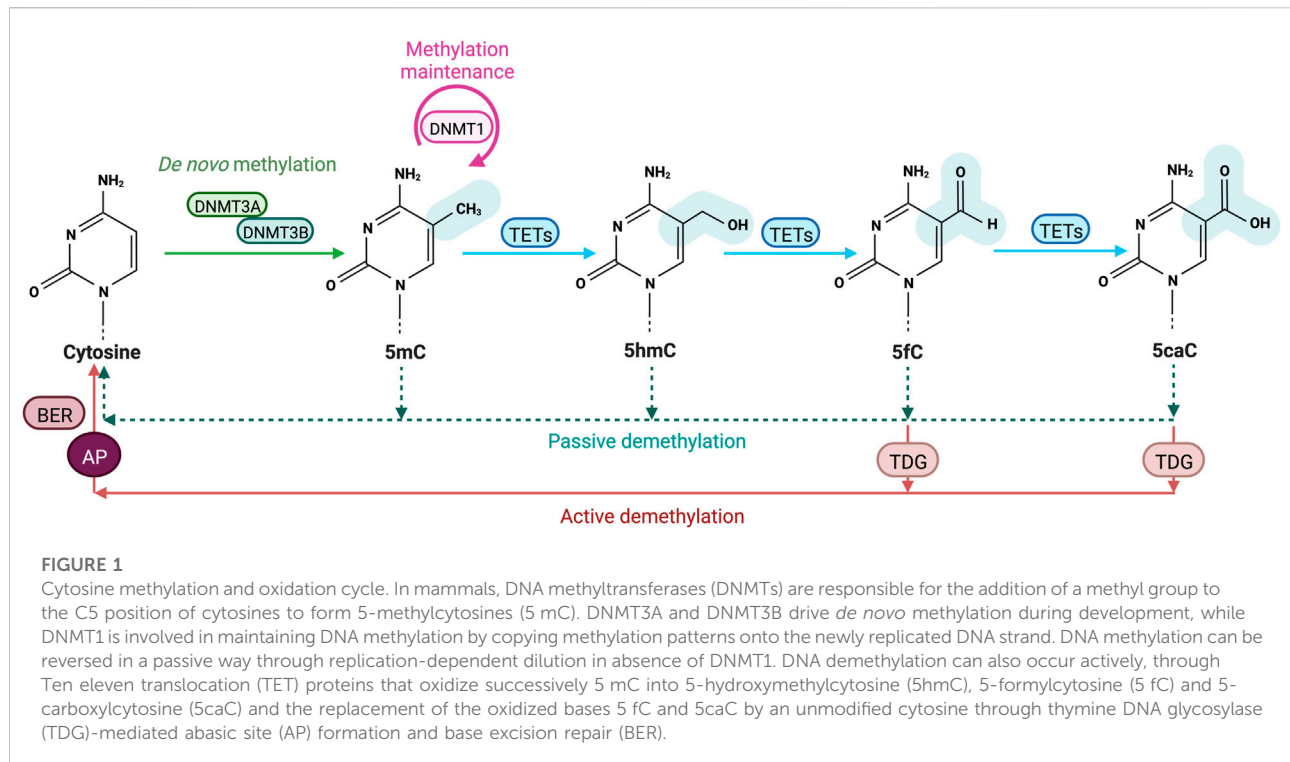 Methylation
maintenance
DNMT1
De novo methylation
DNMT3A
DNMT3B
NH₂
N
O
N
NH₂
CH₃
N
O
N
TETs
NH₂
OH
N
O
N
TETs
NH₂
O
H
N
O
N
TETs
NH₂
O
OH
N
O
N
Cytosine
5mC
5hmC
5fC
5caC
BER
AP
Passive demethylation
TDG
TDG
Active demethylation
FIGURE 1
Cytosine methylation and oxidation cycle. In mammals, DNA methyltransferases (DNMTs) are responsible for the addition of a methyl group to
the C5 position of cytosines to form 5-methylcytosines (5 mC). DNMT3A and DNMT3B drive de novo methylation during development, while
DNMT1 is involved in maintaining DNA methylation by copying methylation patterns onto the newly replicated DNA strand. DNA methylation can be
reversed in a passive way through replication-dependent dilution in absence of DNMT1. DNA demethylation can also occur actively, through
Ten eleven translocation (TET) proteins that oxidize successively 5 mC into 5-hydroxymethylcytosine (5hmC), 5-formylcytosine (5 fC) and 5-
carboxylcytosine (5caC) and the replacement of the oxidized bases 5 fC and 5caC by an unmodified cytosine through thymine DNA glycosylase
(TDG)-mediated abasic site (AP) formation and base excision repair (BER).